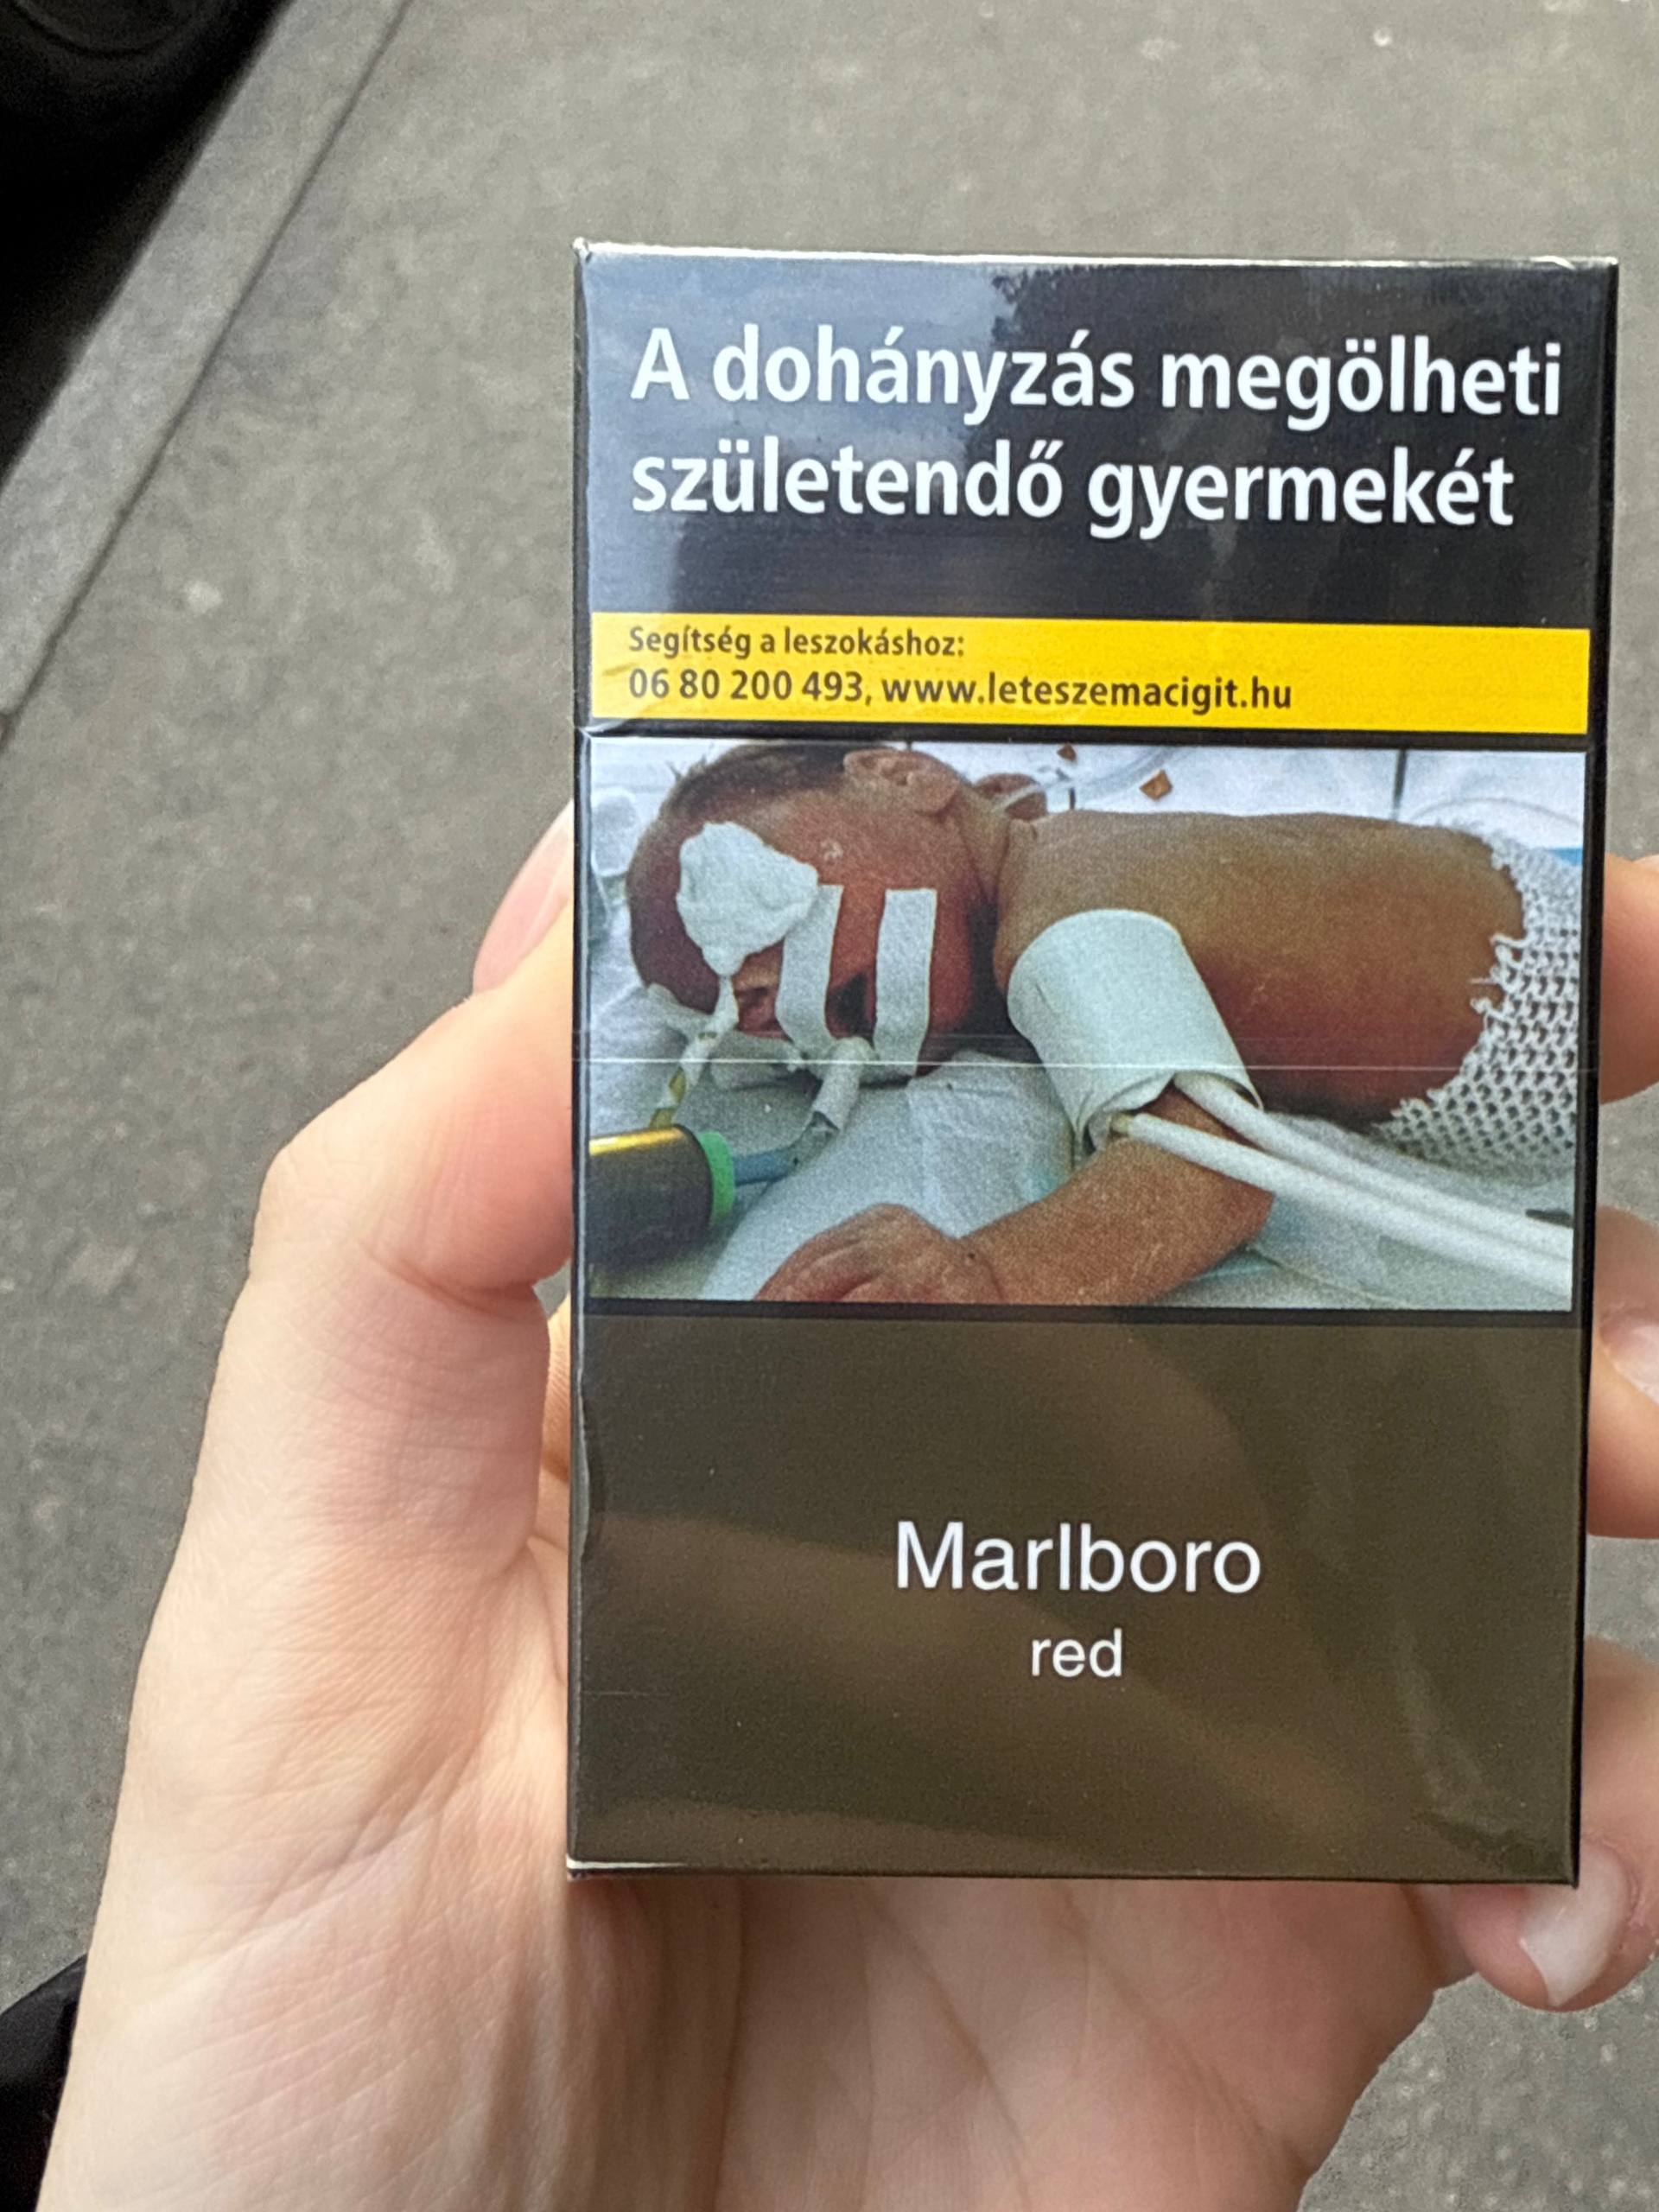 A dohányzás megölheti
születendő gyermekét
Segítség a leszokáshoz:
06 80 200 493, www.leteszemacigit.hu
Marlboro
red